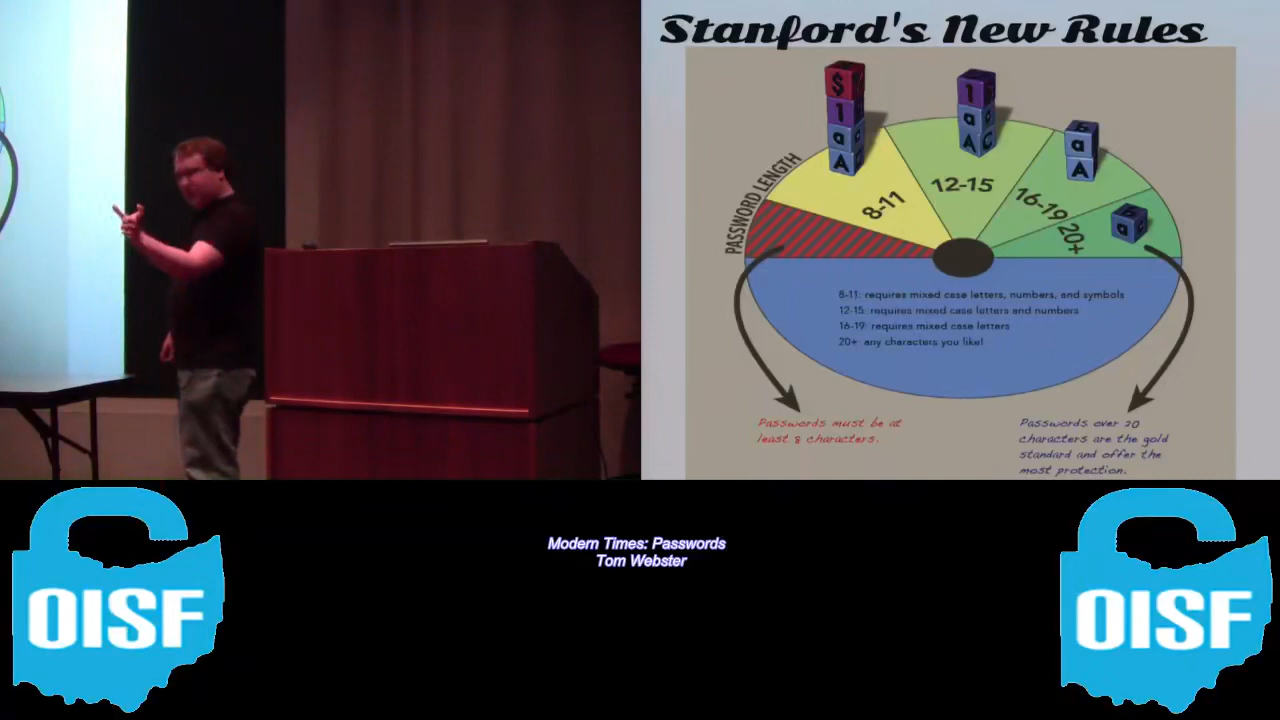 Stanford's New Rules
$
1
a
A
1
a
A C
a
A
a
PASSWORD LENGTH
8-11
12-15
16-19
20+
8-11: requires mixed case letters, numbers, and symbols
12-15: requires mixed case letters and numbers
16-19: requires mixed case letters
20+: any characters you like!
Passwords must be at
least 8 characters.
Passwords over 20
characters are the gold
standard and offer the
most protection.
Modern Times: Passwords
Tom Webster
OISF
OISF